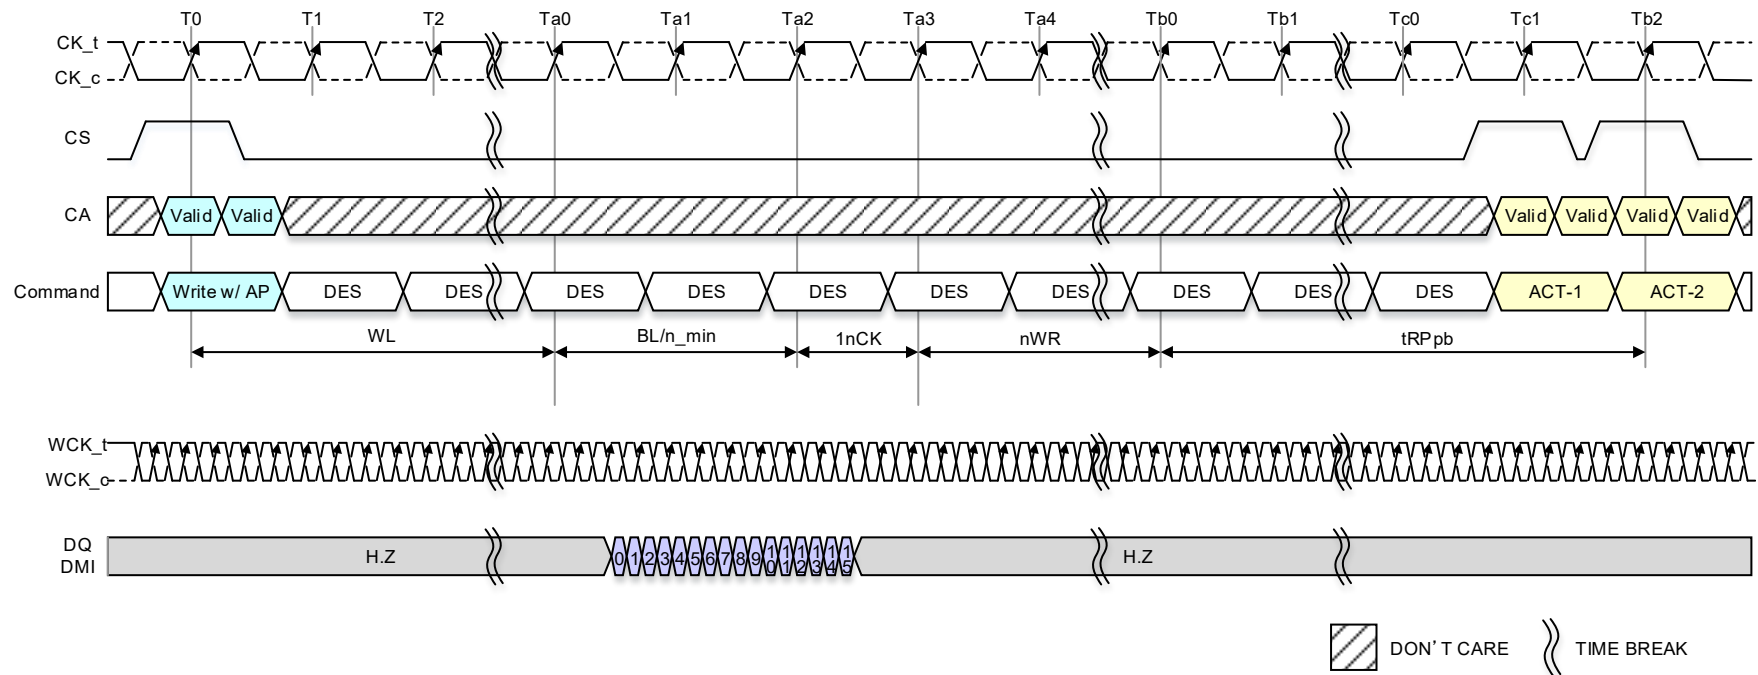 T0 T1 T2 Ta0 Ta1 Ta2 Ta3 Ta4 Tb0 Tb1 Tc0 Tc1 Tb2
CK_t
CK_c
CS
CA Valid Valid Valid Valid Valid Valid
Command Write w/ AP DES DES DES DES DES DES DES DES DES DES ACT-1 ACT-2
WL BL/n_min 1nCK nWR tRPpb
WCK_t
WCK_c
DQ
DMI
H.Z 0 1 2 3 4 5 6 7 8 9 10 11 12 13 14 15 H.Z
DON'T CARE TIME BREAK